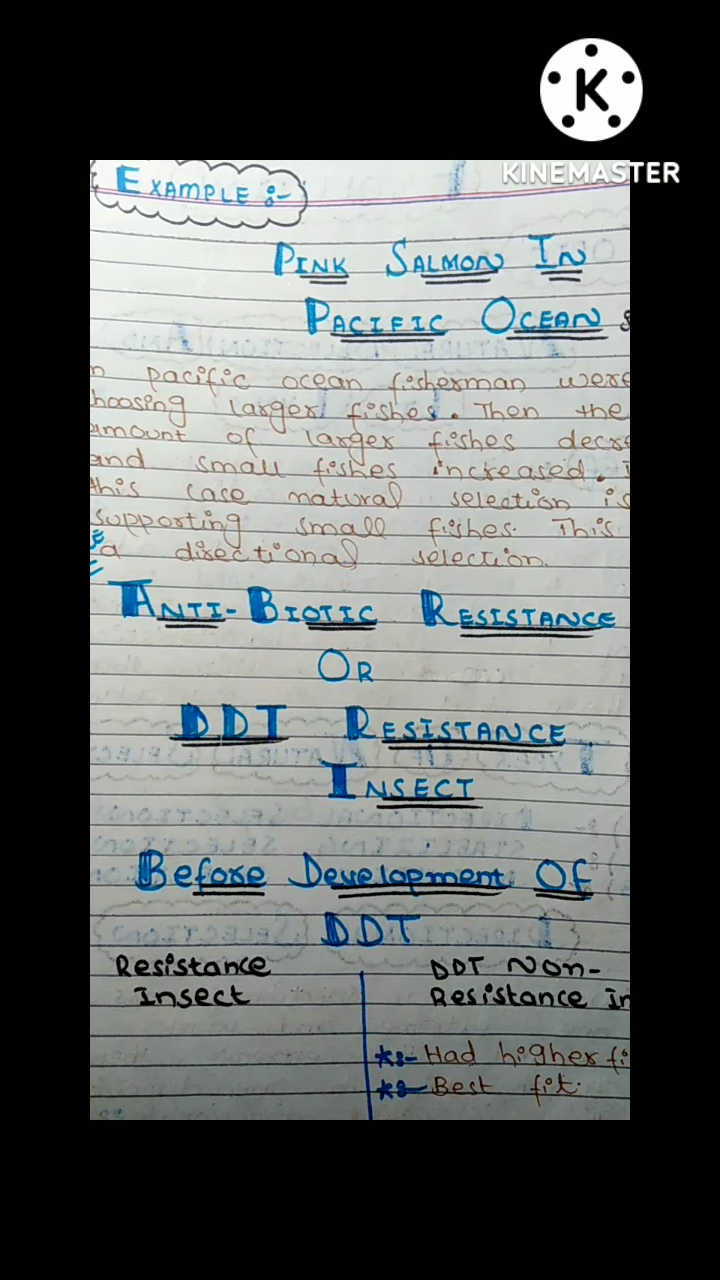 K
KINEMASTER
EXAMPLE :-
PINK SALMON IN
PACIFIC OCEAN
n pacific ocean fisherman were
hoosing larger fishes. Then the
amount of larger fishes decre
and small fishes increased. I
this case natural selection is
supporting small fishes. This
a directional selection.
ANTI-BIOTIC RESISTANCE
OR
DDT RESISTANCE
INSECT
Before Development Of
DDT
Resistance DDT Non-
Insect Resistance In
*:- Had higher fi
*:- Best fit.